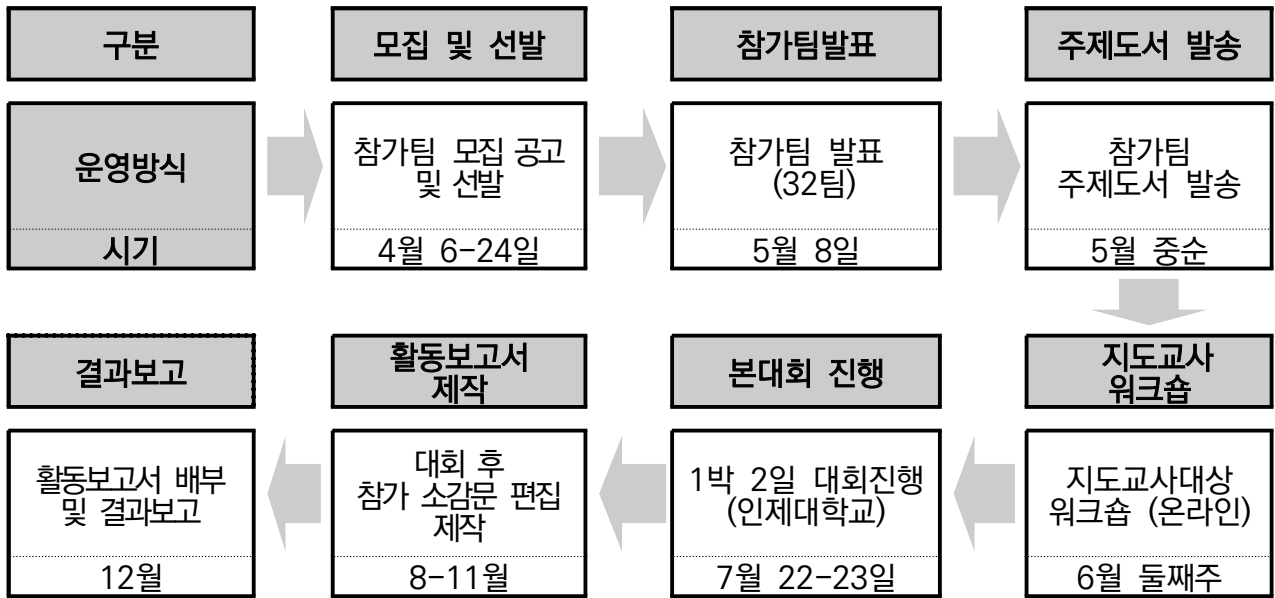 구분
모집 및 선발
참가팀발표
주제도서 발송
운영방식
시기
참가팀 모집 공고
및 선발
4월 6-24일
참가팀 발표
(32팀)
5월 8일
참가팀
주제도서 발송
5월 중순
지도교사
워크숍
지도교사대상
워크숍 (온라인)
6월 둘째주
본대회 진행
1박 2일 대회진행
(인제대학교)
7월 22-23일
활동보고서
제작
대회 후
참가 소감문 편집
제작
8-11월
결과보고
활동보고서 배부
및 결과보고
12월